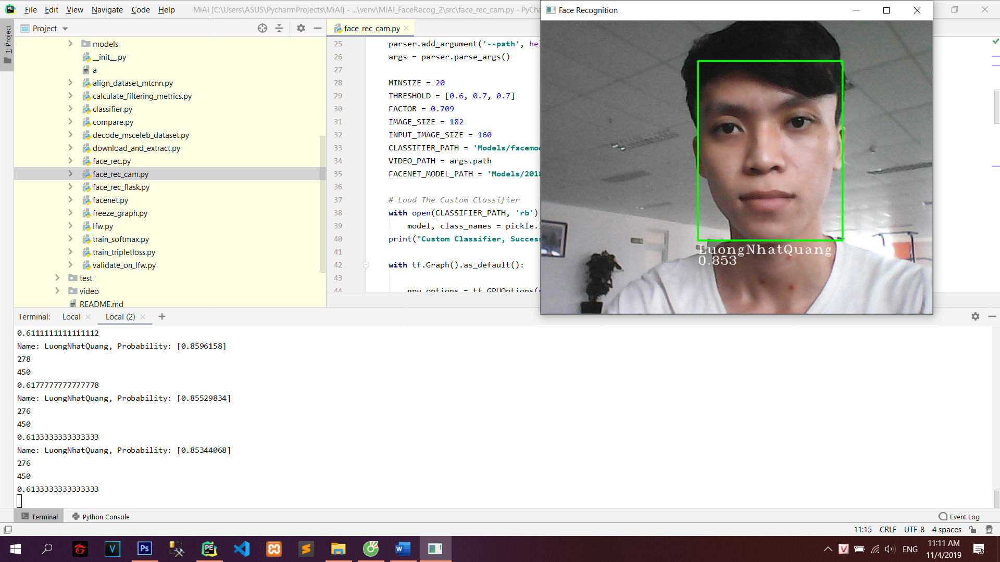 File Edit View Navigate Code Help MiAI [C:\Users\ASUS\PycharmProjects\MiAI] - ...\venv\MiAI_FaceRecog_2\src\face_rec_cam.py - PyCha
Face Recognition
1: Project
Project
face_rec_cam.py
models
__init__.py
a
align_dataset_mtcnn.py
calculate_filtering_metrics.py
classifier.py
compare.py
decode_msceleb_dataset.py
download_and_extract.py
face_rec.py
face_rec_cam.py
face_rec_flask.py
facenet.py
freeze_graph.py
lfw.py
train_softmax.py
train_tripletloss.py
validate_on_lfw.py
test
video
README.md
25 parser.add_argument('--path', hel
26 args = parser.parse_args()
27
28 MINSIZE = 20
29 THRESHOLD = [0.6, 0.7, 0.7]
30 FACTOR = 0.709
31 IMAGE_SIZE = 182
32 INPUT_IMAGE_SIZE = 160
33 CLASSIFIER_PATH = 'Models/facemod
34 VIDEO_PATH = args.path
35 FACENET_MODEL_PATH = 'Models/2018
36
37 # Load The Custom Classifier
38 with open(CLASSIFIER_PATH, 'rb')
39 model, class_names = pickle.l
40 print("Custom Classifier, Success
41
42 with tf.Graph().as_default():
43
44 gpu_options = tf.GPUOptions(
LuongNhatQuang
0.853
Terminal: Local Local (2)
0.6111111111111112
Name: LuongNhatQuang, Probability: [0.8596158]
278
450
0.6177777777777778
Name: LuongNhatQuang, Probability: [0.85529834]
276
450
0.6133333333333333
Name: LuongNhatQuang, Probability: [0.85344068]
276
450
0.6133333333333333
Terminal Python Console Event Log
11:15 CRLF UTF-8 4 spaces
ENG
11:11 AM
11/4/2019